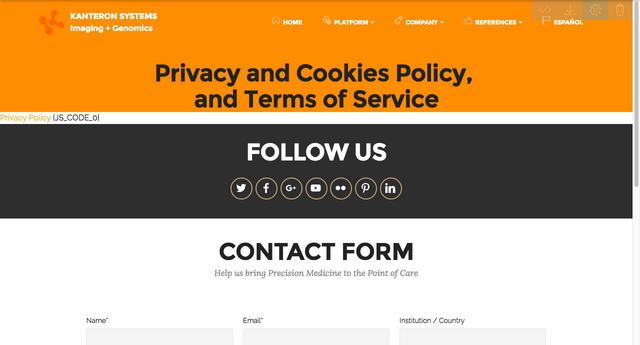 KANTERON SYSTEMS
Imaging + Genomics
HOME
PLATFORM
COMPANY
REFERENCES
ESPAÑOL
Privacy and Cookies Policy,
and Terms of Service
Privacy Policy [JS_CODE_0]
FOLLOW US
CONTACT FORM
Help us bring Precision Medicine to the Point of Care
Name*
Email*
Institution / Country